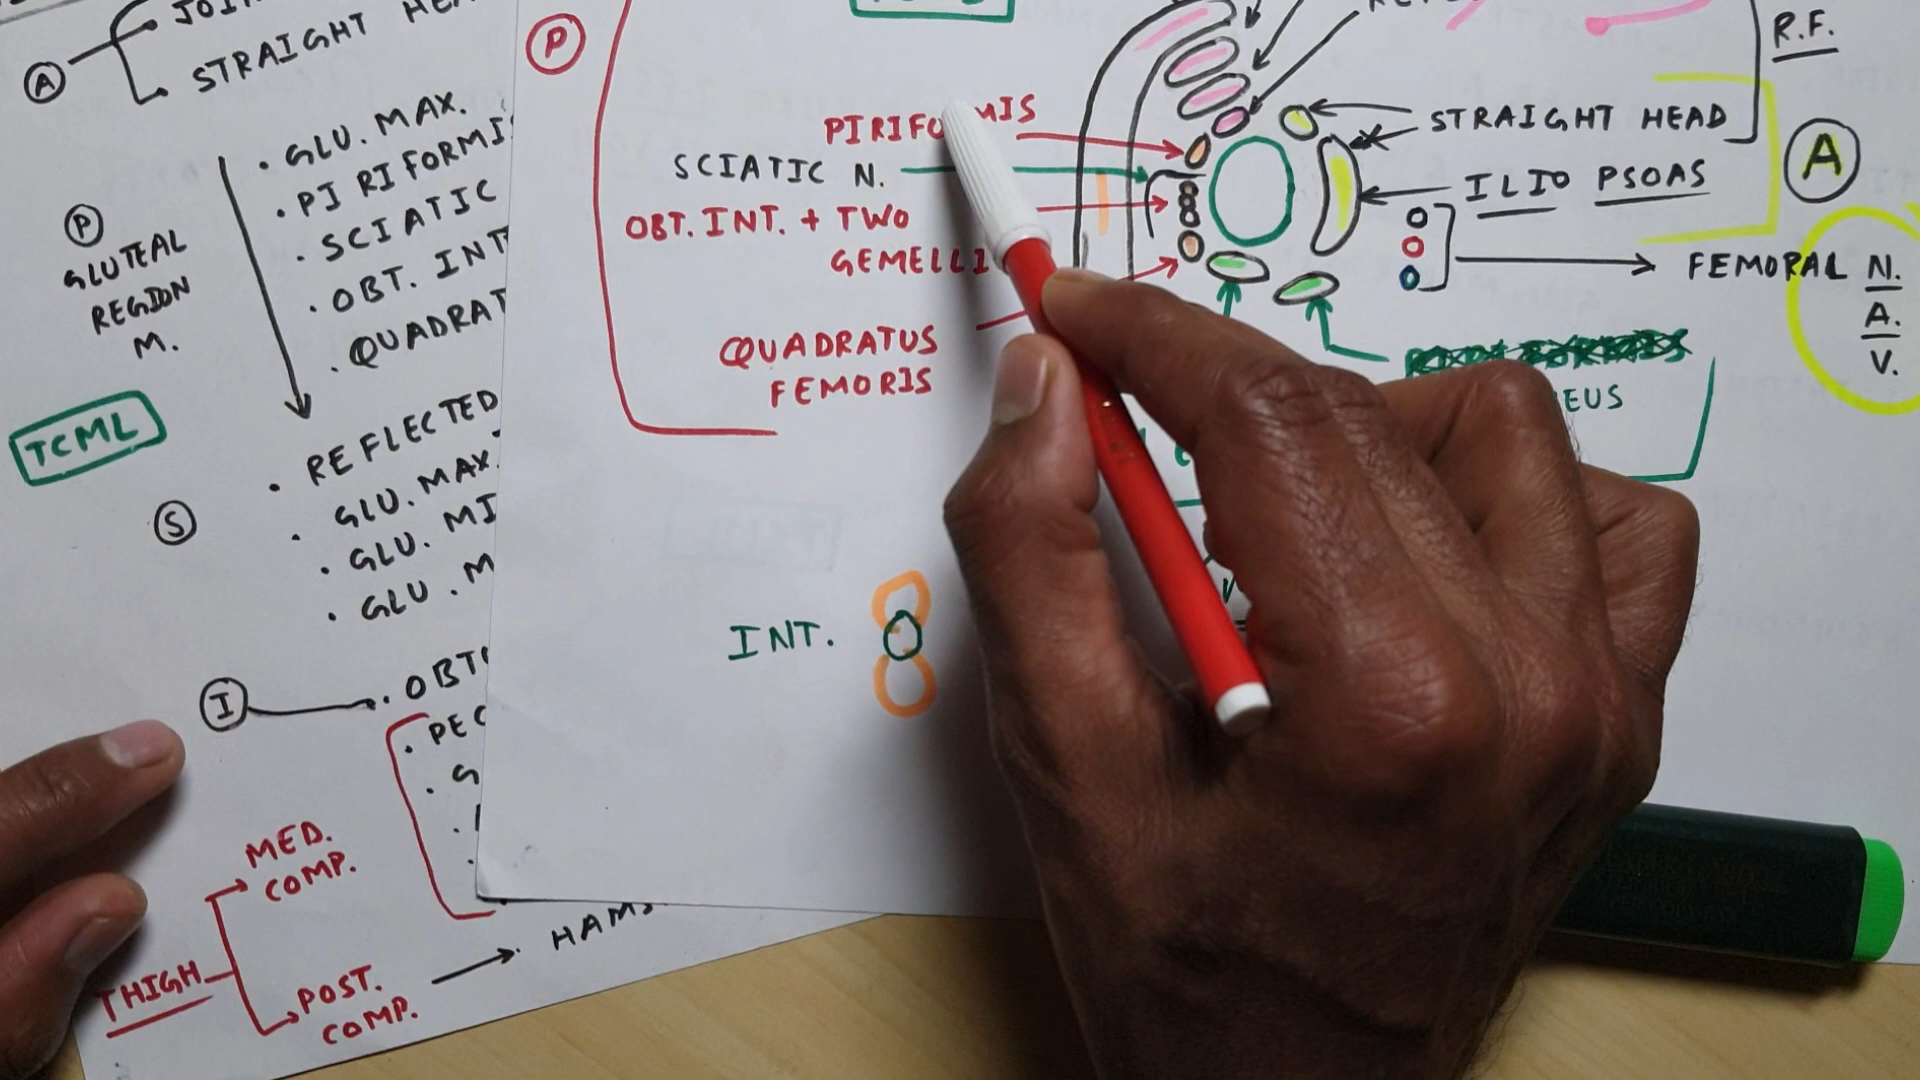 A
STRAIGHT
P
GLUTEAL
REGION
M.
. GLU. MAX.
. PIRIFORMIS
. SCIATIC
. OBT. INT
. QUADRAT
TCML
S
. REFLECTED
. GLU. MAX.
. GLU. MI
. GLU. M
I
. OBT
. PEC
. G
THIGH
MED.
COMP.
POST.
COMP.
HAMS
P
PIRIFORMIS
SCIATIC N.
OBT. INT. + TWO
GEMELLI
QUADRATUS
FEMORIS
INT.
R.F.
STRAIGHT HEAD
A
ILIO PSOAS
FEMORAL N.
A.
V.
EUS